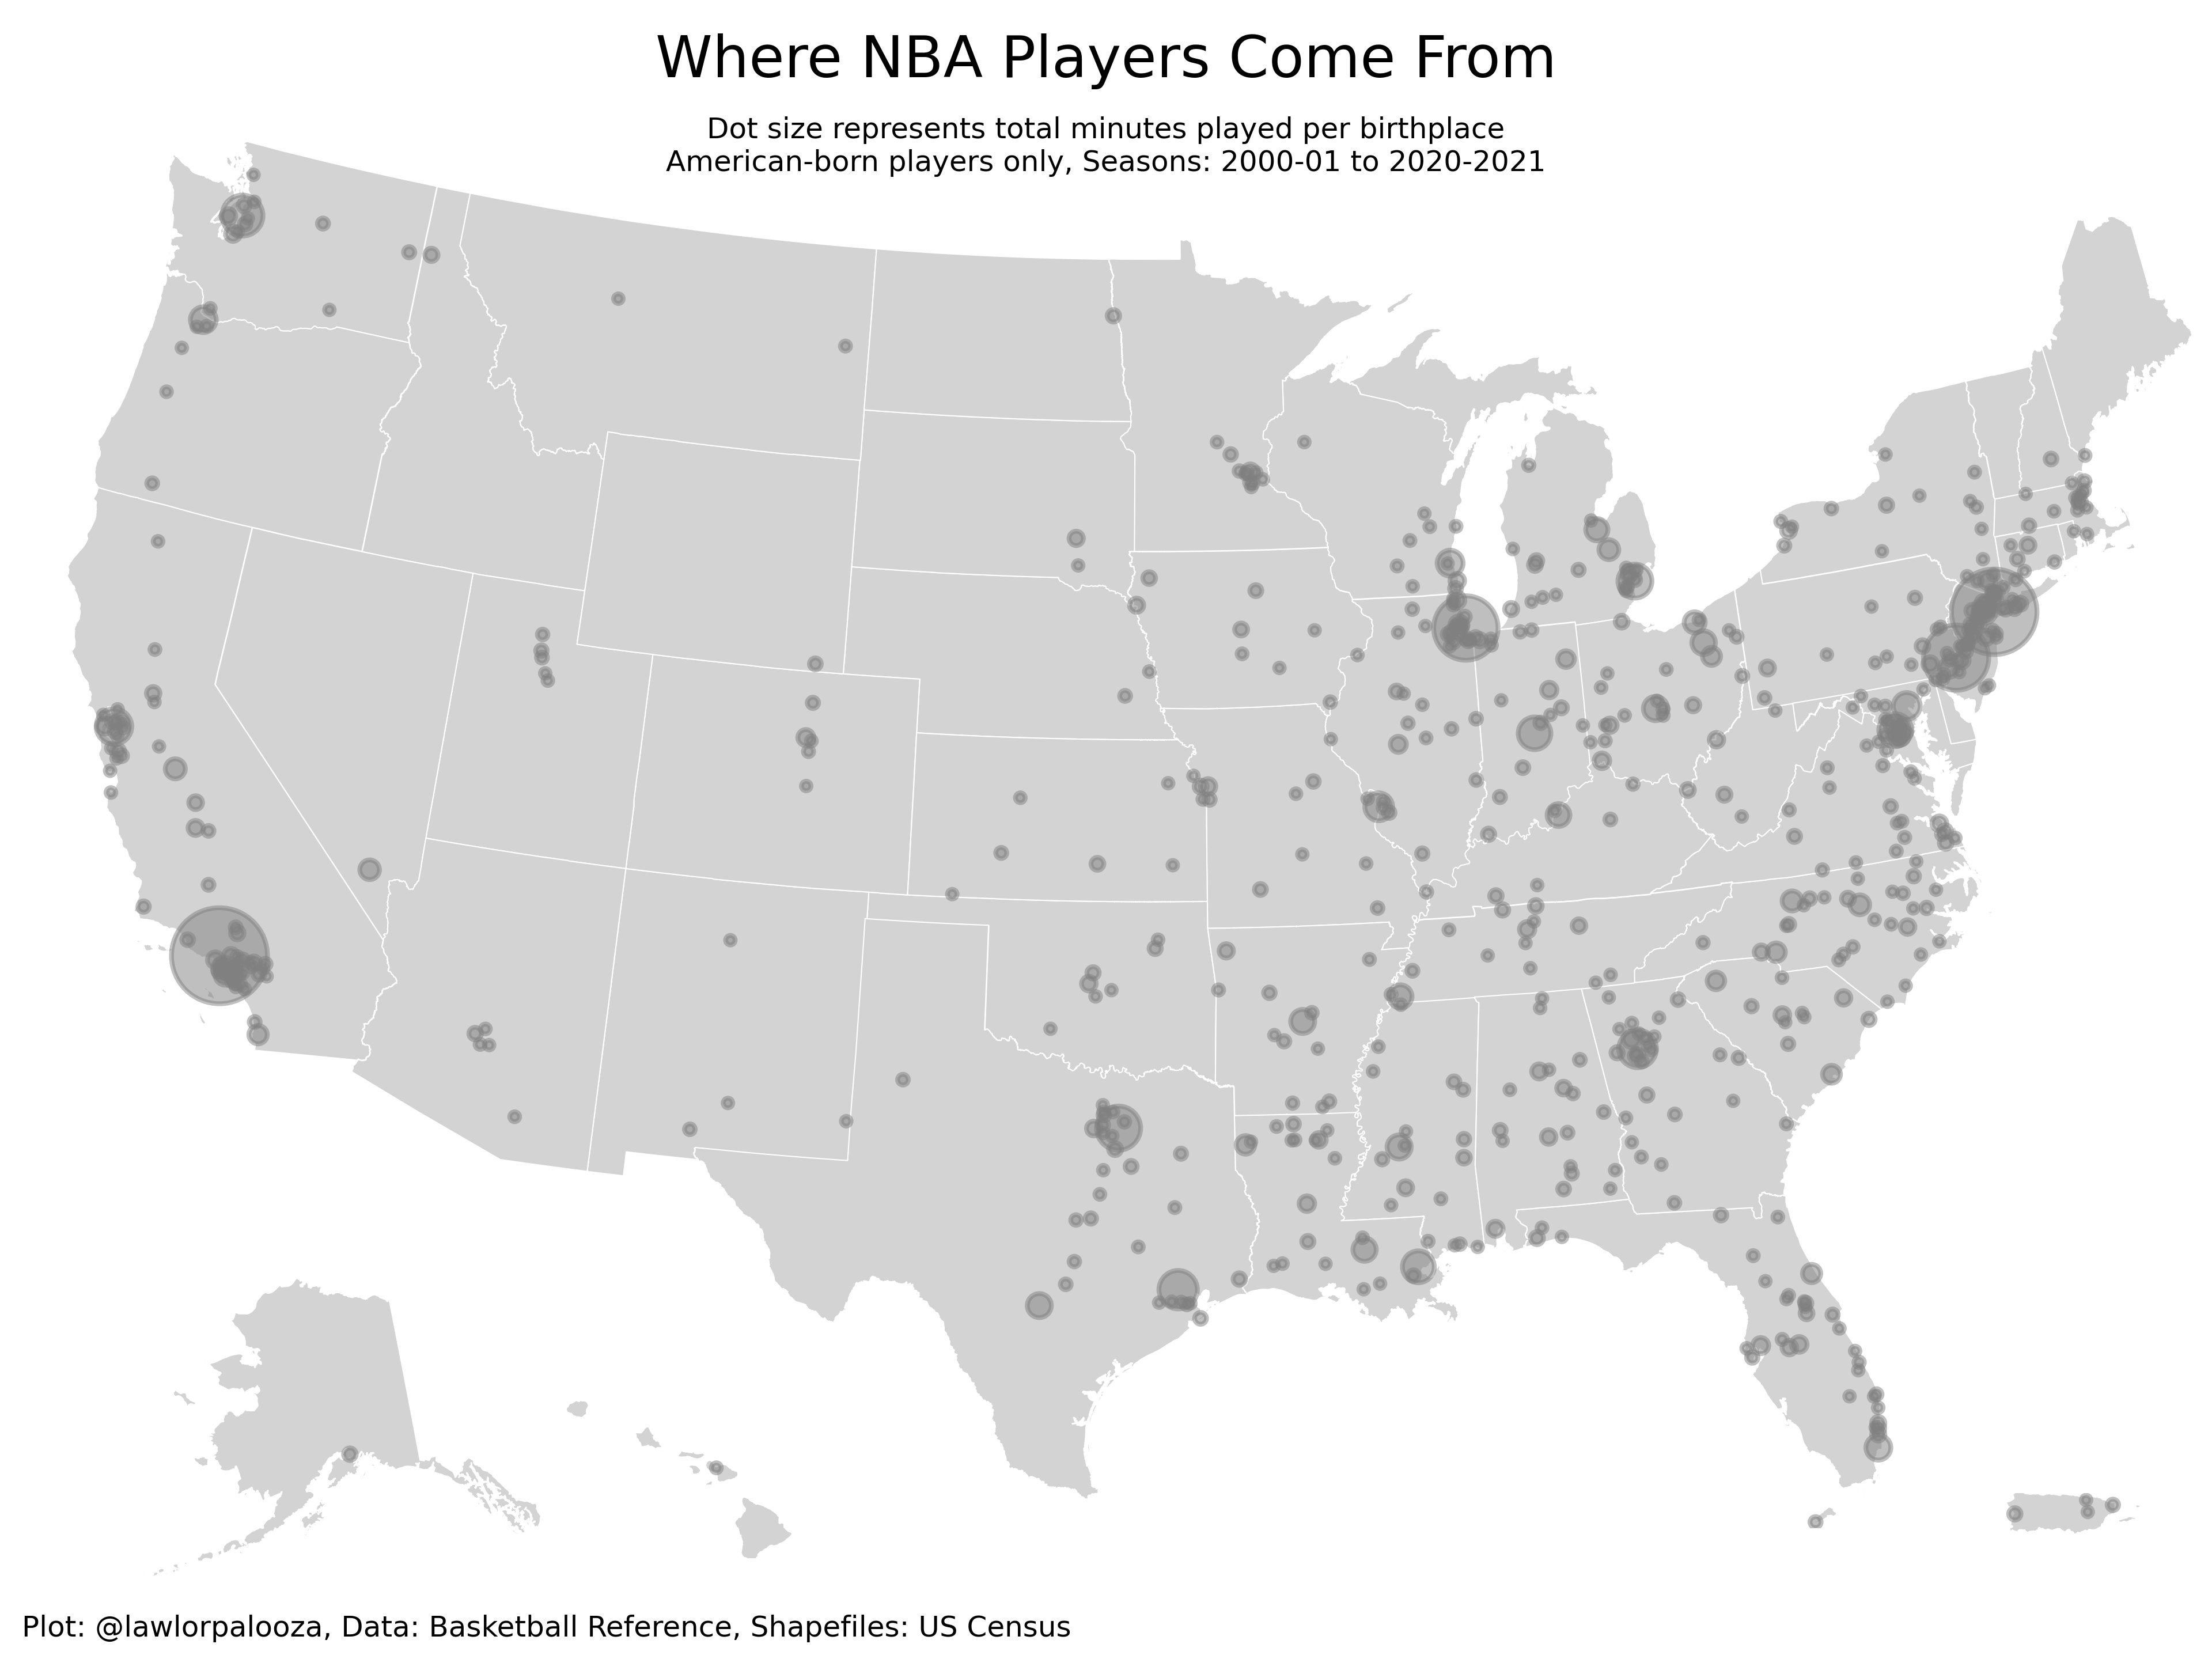 Where NBA Players Come From
Dot size represents total minutes played per birthplace
American-born players only, Seasons: 2000-01 to 2020-2021
Plot: @lawlorpalooza, Data: Basketball Reference, Shapefiles: US Census